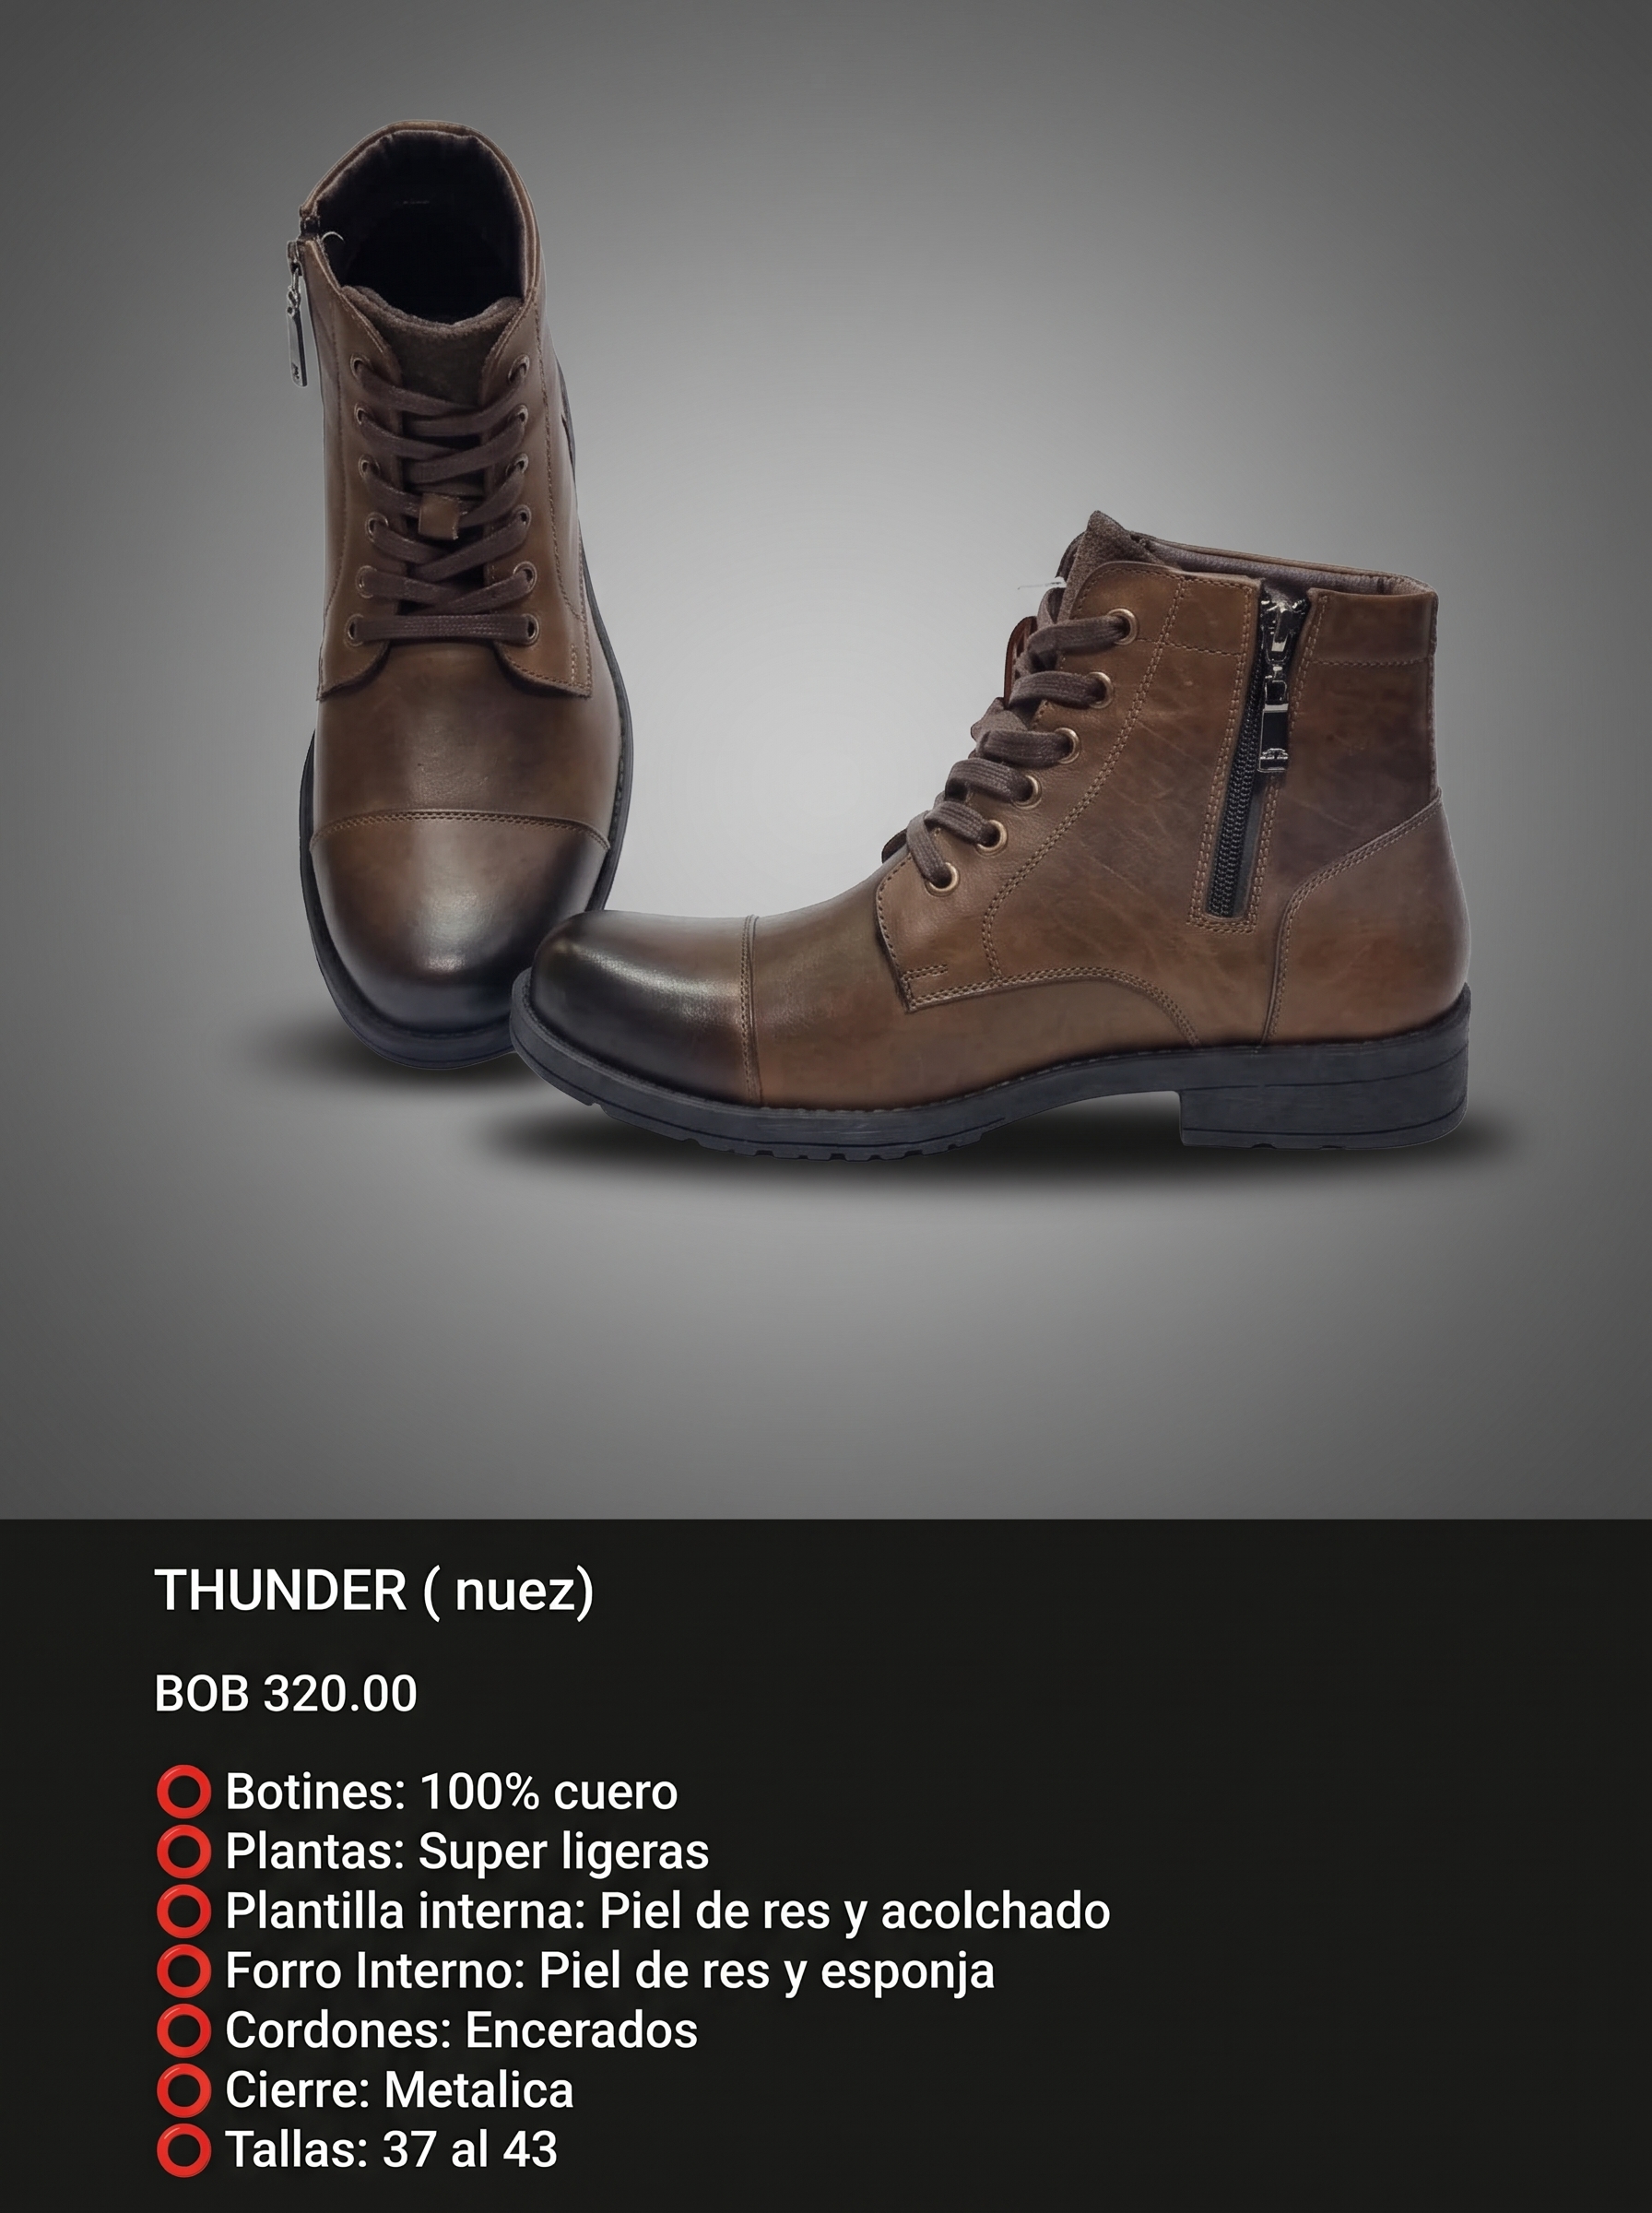 THUNDER ( nuez)
BOB 320.00
⭕ Botines: 100% cuero
⭕ Plantas: Super ligeras
⭕ Plantilla interna: Piel de res y acolchado
⭕ Forro Interno: Piel de res y esponja
⭕ Cordones: Encerados
⭕ Cierre: Metalica
⭕ Tallas: 37 al 43